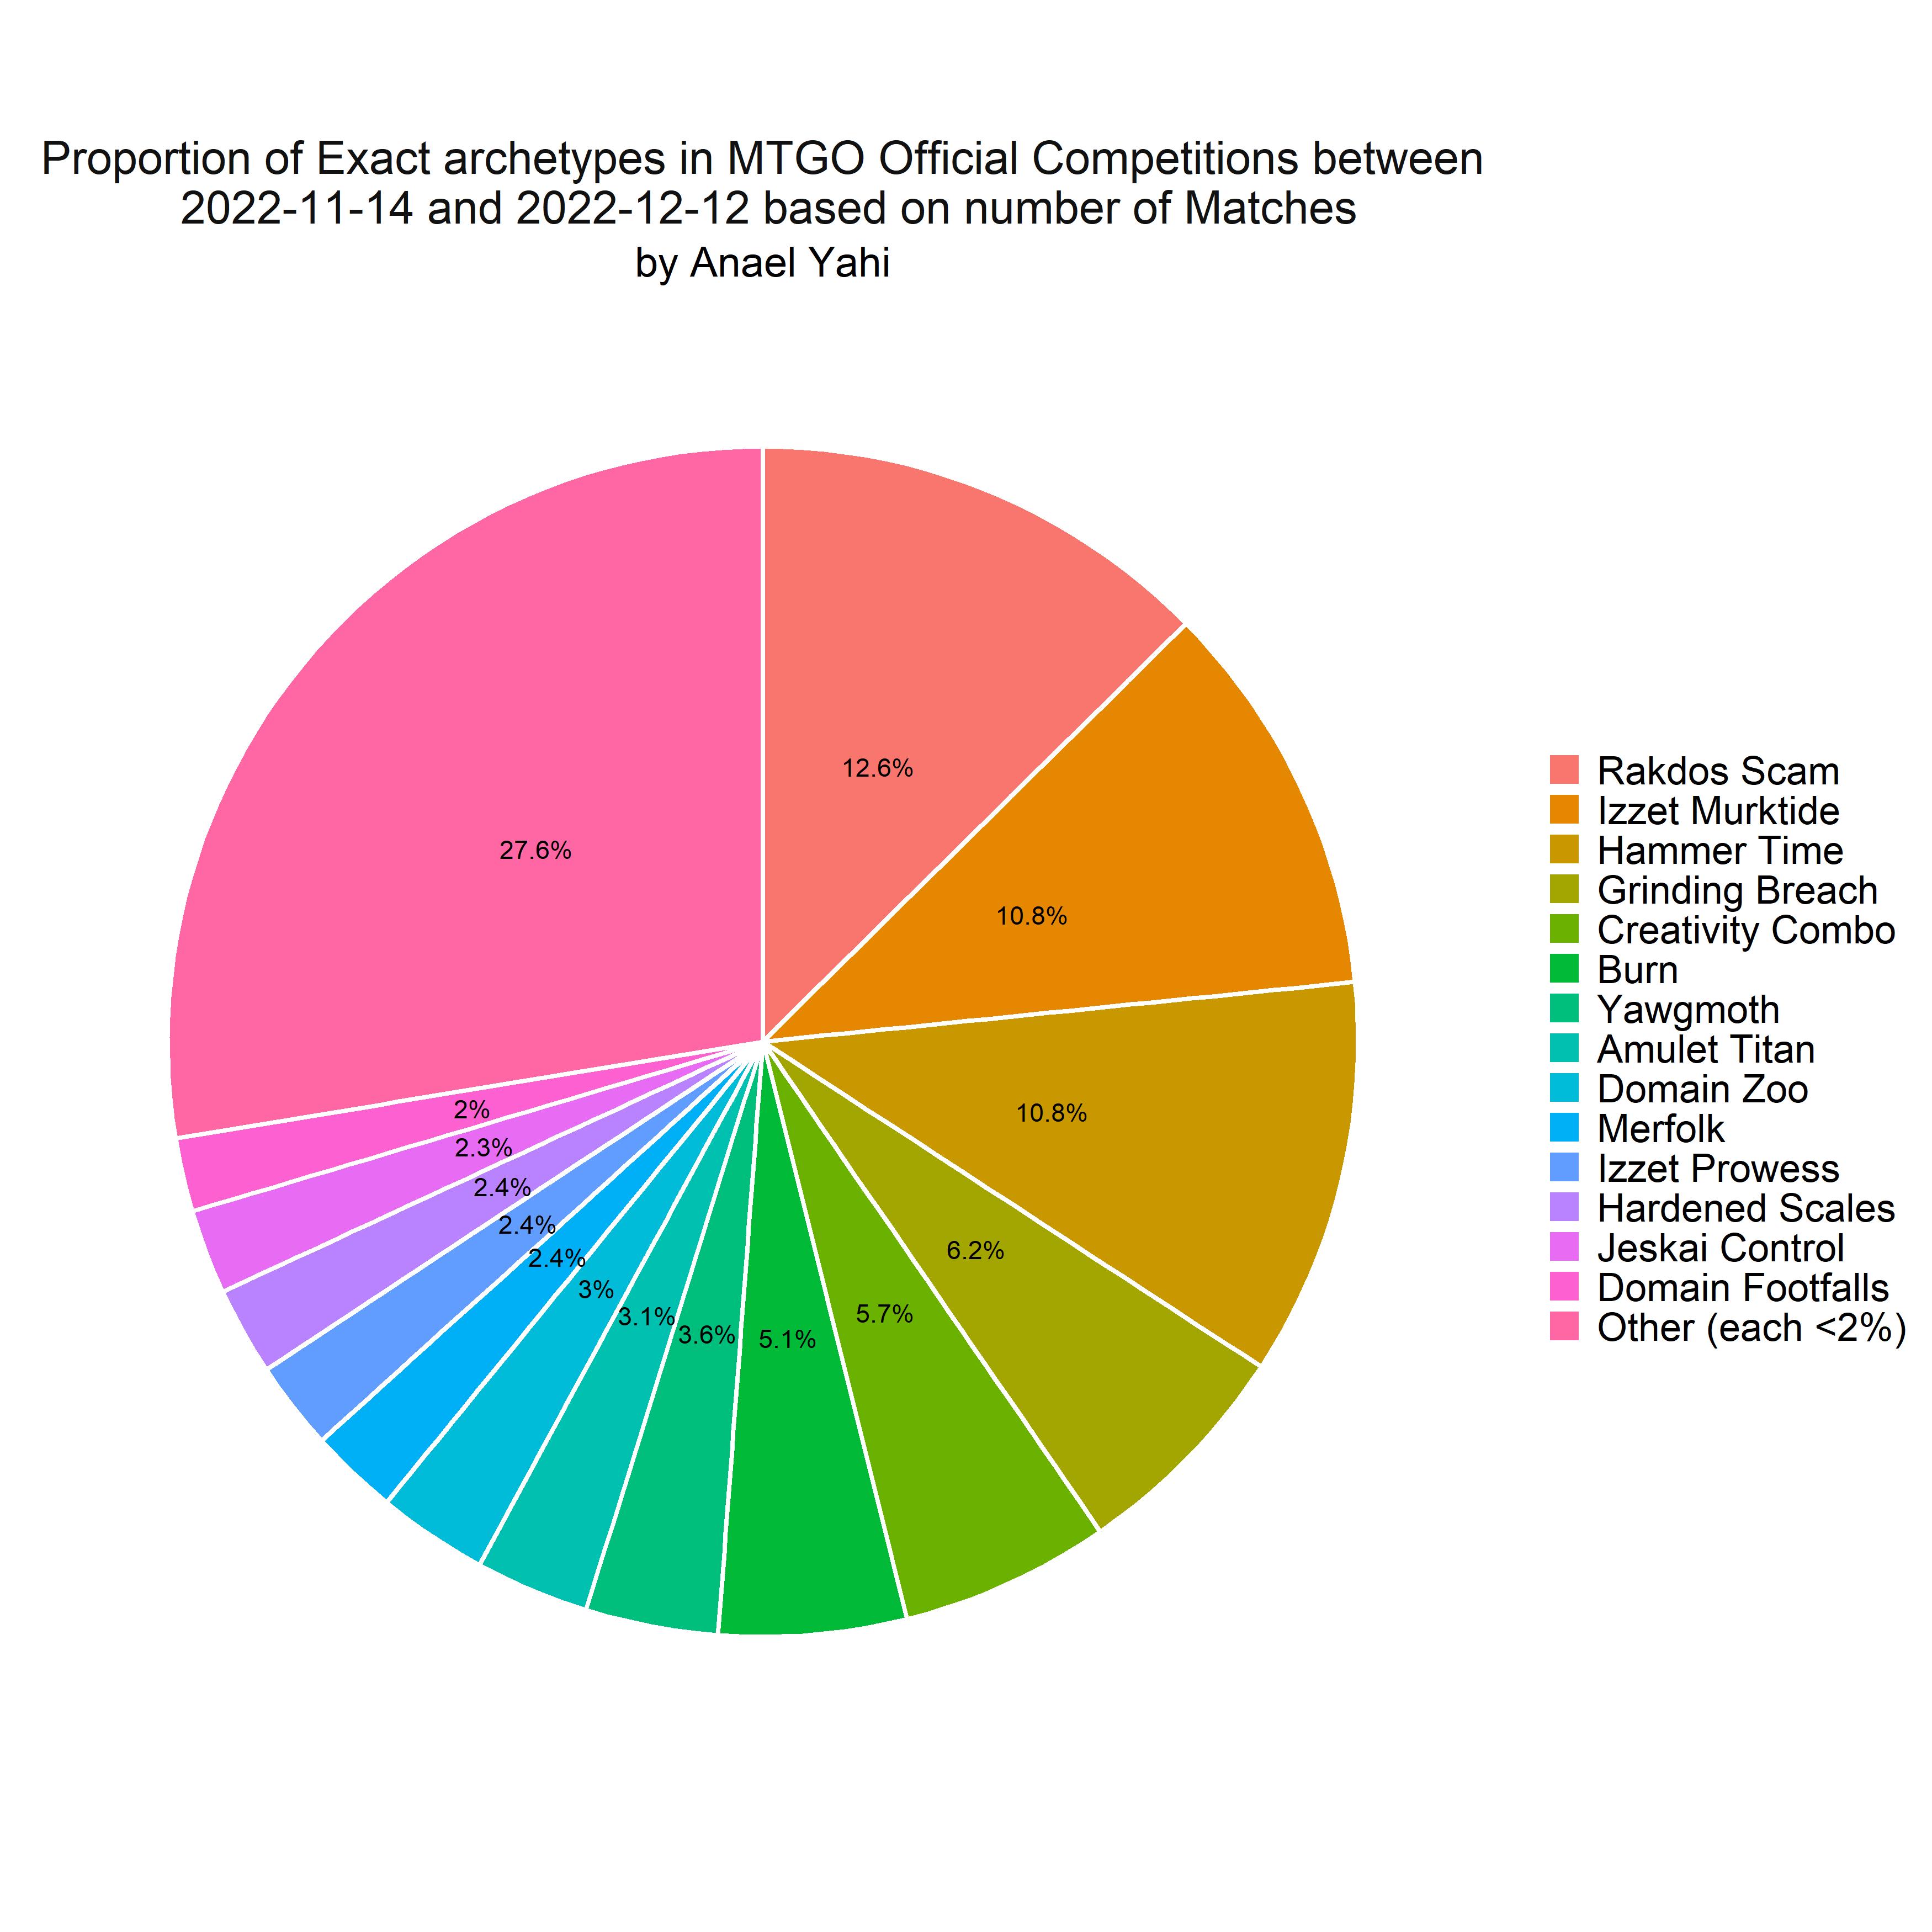 Proportion of Exact archetypes in MTGO Official Competitions between
2022-11-14 and 2022-12-12 based on number of Matches
by Anael Yahi
12.6%
27.6%
10.8%
10.8%
2%
2.3%
2.4%
2.4%
2.4%
3%
3.1%
3.6%
5.1%
5.7%
6.2%
Rakdos Scam
Izzet Murktide
Hammer Time
Grinding Breach
Creativity Combo
Burn
Yawgmoth
Amulet Titan
Domain Zoo
Merfolk
Izzet Prowess
Hardened Scales
Jeskai Control
Domain Footfalls
Other (each <2%)